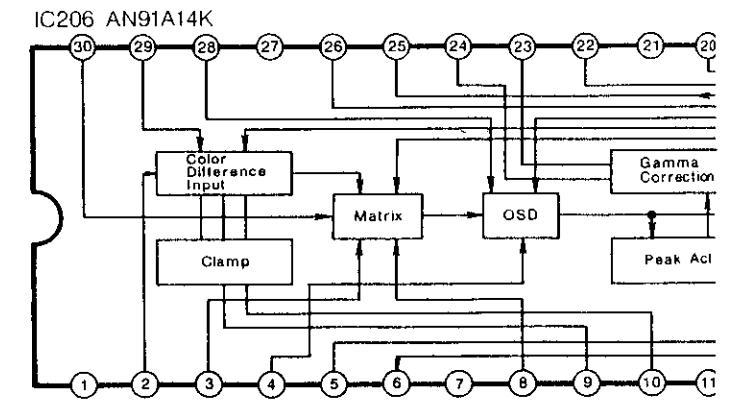 IC206 AN91A14K
30 29 28 27 26 25 24 23 22 21 20
Color
Difference
Input
Gamma
Correction
Matrix
OSD
Clamp
Peak Acl
1 2 3 4 5 6 7 8 9 10 11